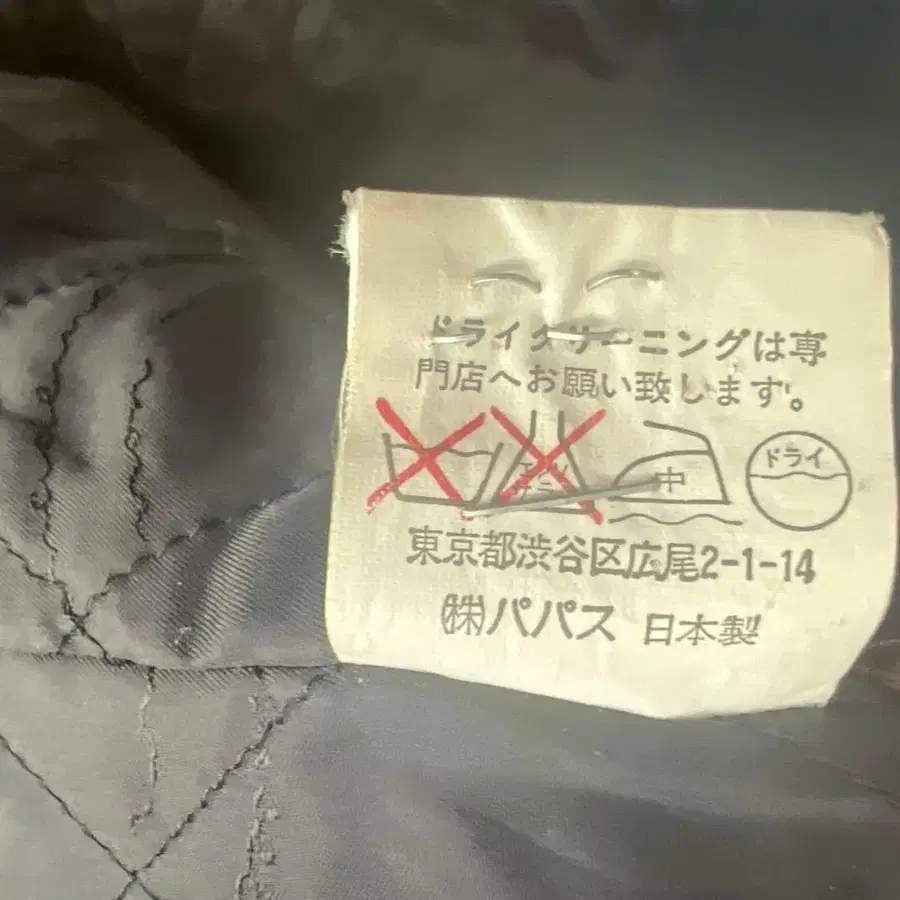 ドライクリーニングは専
門店へお願い致します。
中 ドライ
東京都渋谷区広尾2-1-14
㈱パパス 日本製